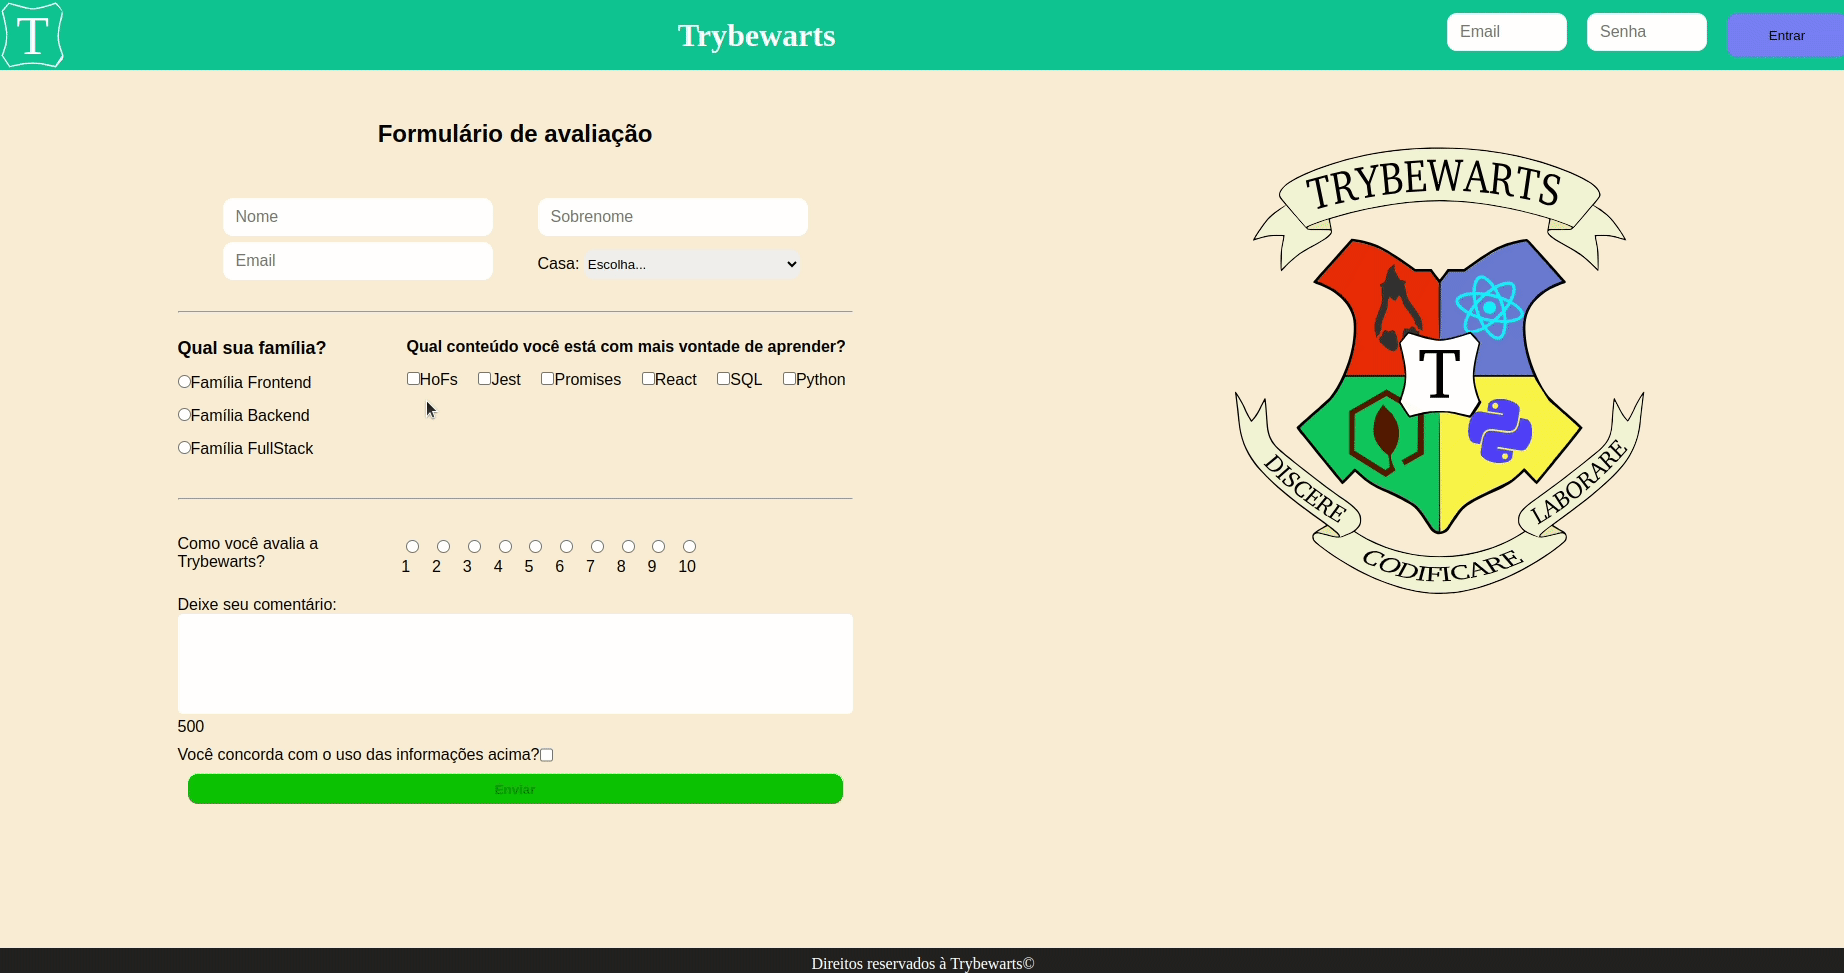 T
Trybewarts
Email
Senha
Entrar
Formulário de avaliação
Nome
Sobrenome
Email
Casa: Escolha...
Qual sua família?
Família Frontend
Família Backend
Família FullStack
Qual conteúdo você está com mais vontade de aprender?
HoFs Jest Promises React SQL Python
Como você avalia a
Trybewarts?
1 2 3 4 5 6 7 8 9 10
Deixe seu comentário:
500
Você concorda com o uso das informações acima?
Enviar
TRYBEWARTS
T
DISCERE
CODIFICARE
LABORARE
Direitos reservados à Trybewarts©